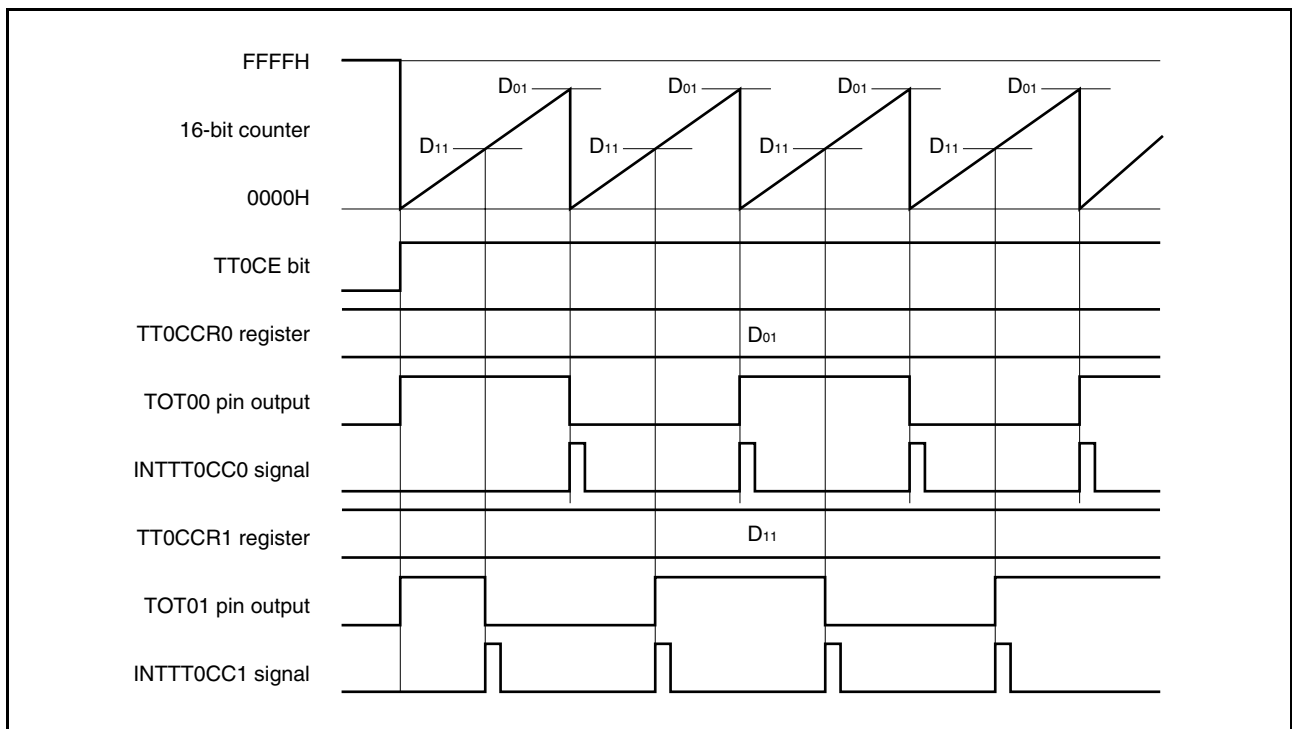 FFFFH
D01 D01 D01 D01
16-bit counter
D11 D11 D11 D11
0000H
TT0CE bit
TT0CCR0 register
D01
TOT00 pin output
INTTT0CC0 signal
TT0CCR1 register
D11
TOT01 pin output
INTTT0CC1 signal